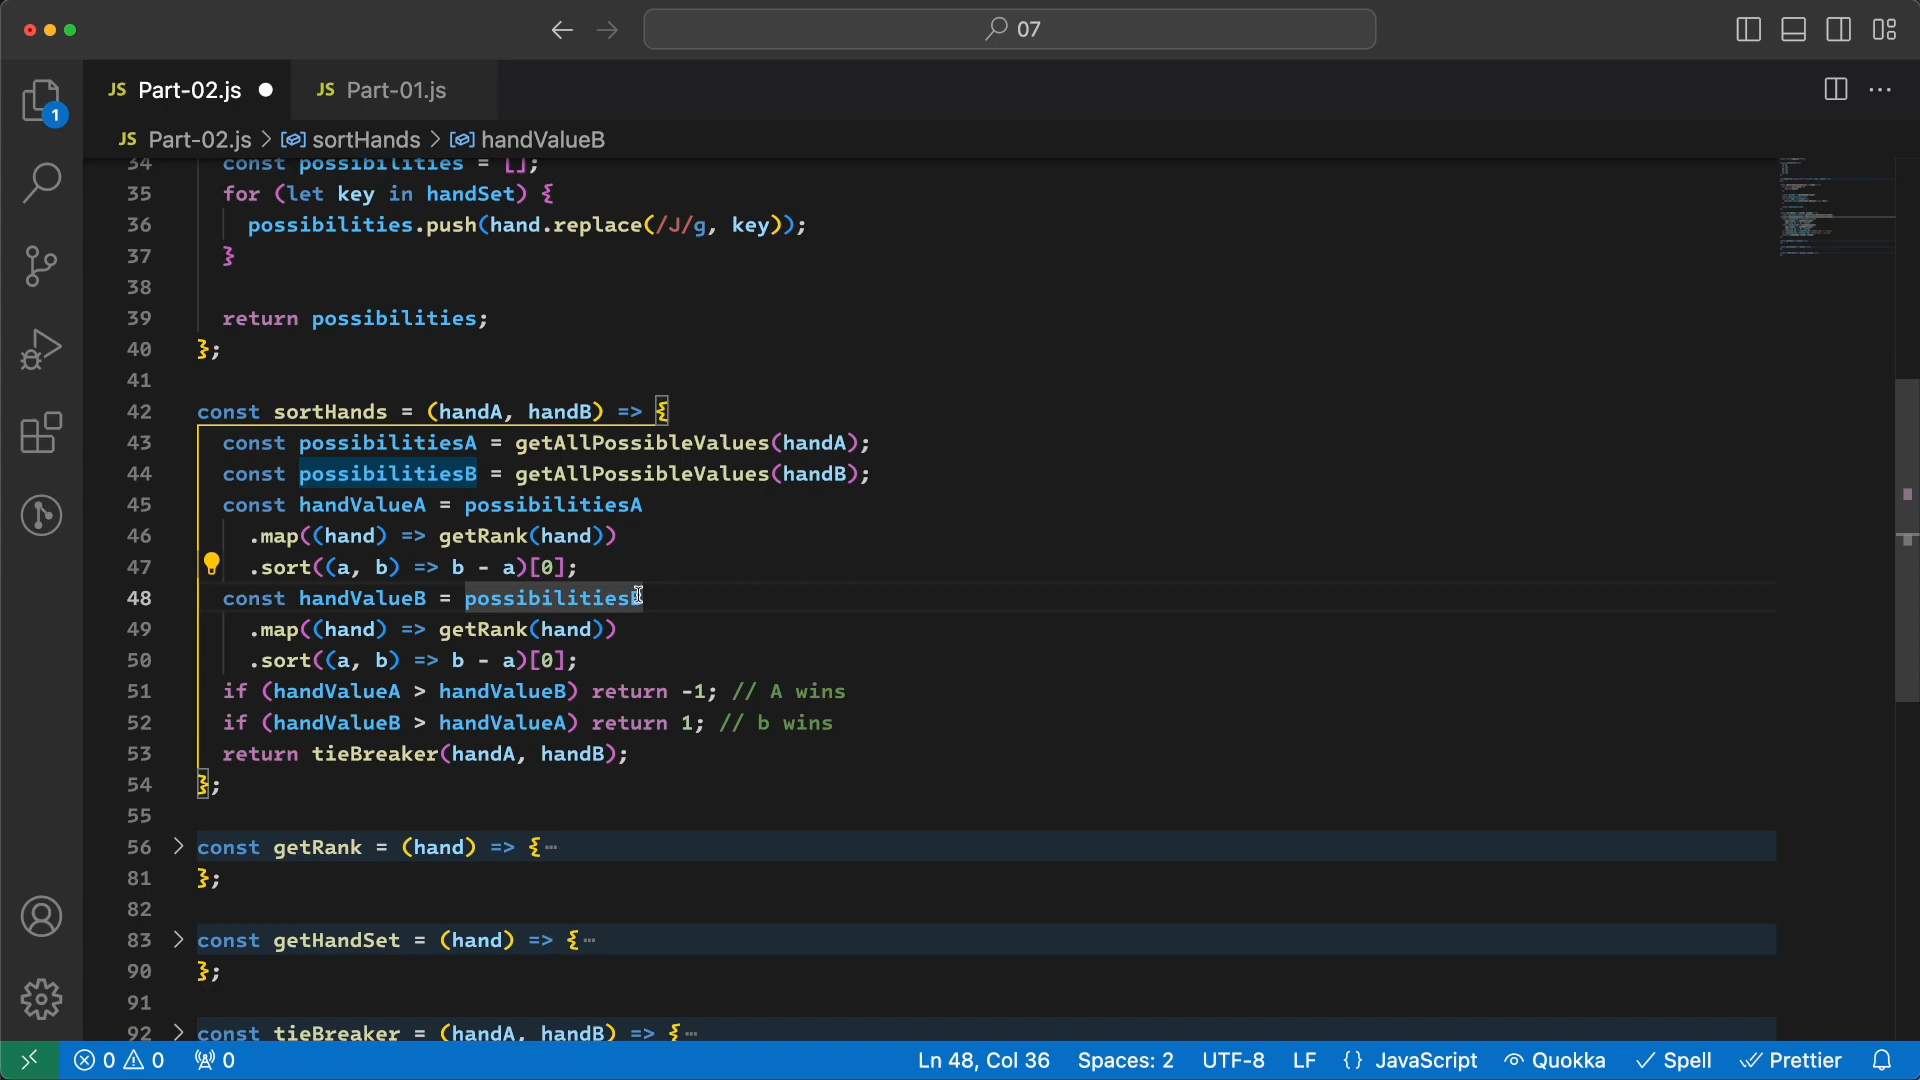 07
JS Part-02.js
JS Part-01.js
1
JS Part-02.js > sortHands > handValueB
34 const possibilities = [];
35 for (let key in handSet) {
36 possibilities.push(hand.replace(/J/g, key));
37 }
38
39 return possibilities;
40 };
41
42 const sortHands = (handA, handB) => {
43 const possibilitiesA = getAllPossibleValues(handA);
44 const possibilitiesB = getAllPossibleValues(handB);
45 const handValueA = possibilitiesA
46 .map((hand) => getRank(hand))
47 .sort((a, b) => b - a)[0];
48 const handValueB = possibilitiesB
49 .map((hand) => getRank(hand))
50 .sort((a, b) => b - a)[0];
51 if (handValueA > handValueB) return -1; // A wins
52 if (handValueB > handValueA) return 1; // b wins
53 return tieBreaker(handA, handB);
54 };
55
56 > const getRank = (hand) => {⋯
81 };
82
83 > const getHandSet = (hand) => {⋯
90 };
91
92 > const tieBreaker = (handA, handB) => {⋯
0 0 0 Ln 48, Col 36 Spaces: 2 UTF-8 LF {} JavaScript Quokka Spell Prettier